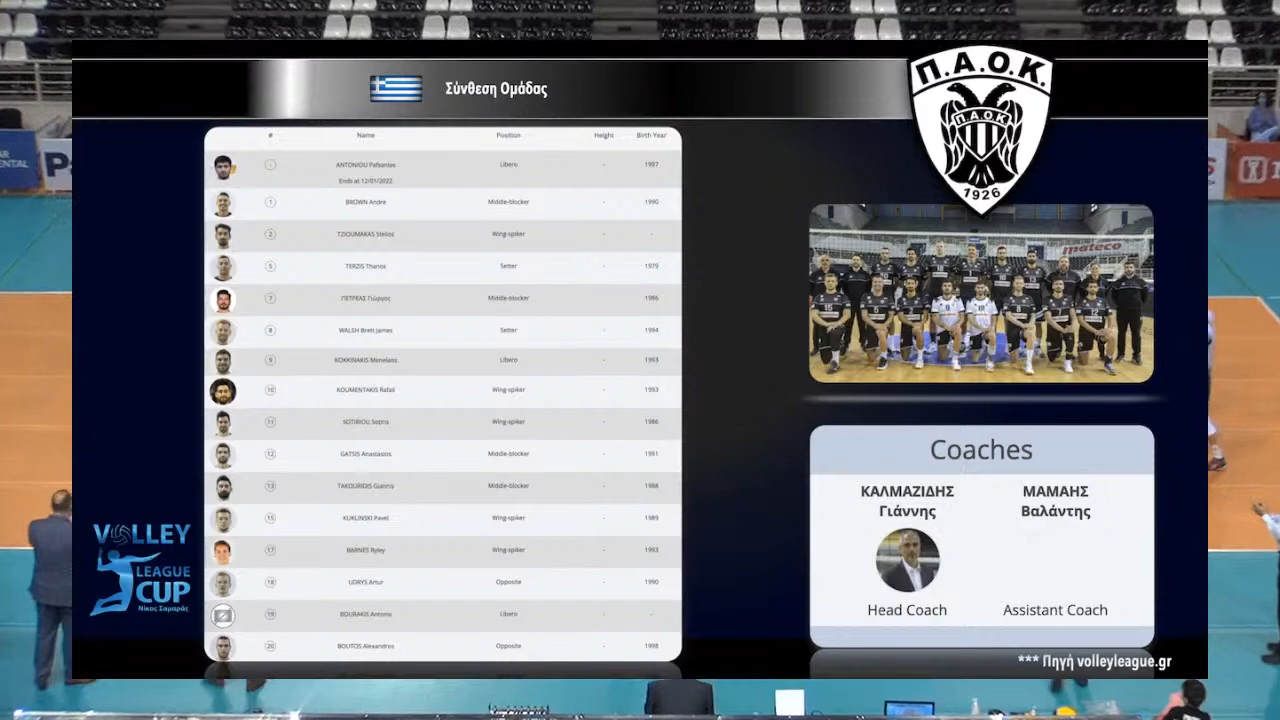 Σύνθεση Ομάδας
Π.Α.Ο.Κ.
Π.Α.Ο.Κ
1926
# Name Position Height Birth Year
- ANTONIOU Pafsanias Libero - 1997
Ends at 12/01/2022
BROWN Andre Middle-blocker - 1990
2 TZIOUMAKAS Stelios Wing-spiker - -
5 TERZIS Thanos Setter - 1979
7 ΠΕΤΡΕΑΣ Γιώργος Middle-blocker - 1986
8 WALSH Brett James Setter - 1994
9 KOKKINAKIS Menelaos Libero - 1993
10 KOUMENTAKIS Rafail Wing-spiker - 1993
11 SOTIRIOU Sotiris Wing-spiker - 1986
12 GATSIS Anastasios Middle-blocker - 1991
13 TAKOURIDIS Giannis Middle-blocker - 1988
15 KUKLINSKI Pavel Wing-spiker - 1989
17 BARNES Ryley Wing-spiker - 1993
18 UDRYS Artur Opposite - 1990
19 BOURAKIS Antonis Libero - -
20 BOUTOS Alexandros Opposite - 1998
mateco
Coaches
ΚΑΛΜΑΖΙΔΗΣ Γιάννης
ΜΑΜΑΗΣ Βαλάντης
Head Coach
Assistant Coach
VOLLEY
LEAGUE
CUP
Νίκος Σαμαράς
*** Πηγή volleyleague.gr